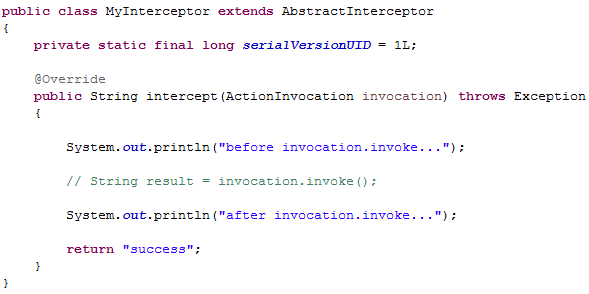 public class MyInterceptor extends AbstractInterceptor
{
    private static final long serialVersionUID = 1L;
    @Override
    public String intercept(ActionInvocation invocation) throws Exception
    {
        System.out.println("before invocation.invoke...");
        // String result = invocation.invoke();
        System.out.println("after invocation.invoke...");
        return "success";
    }
}